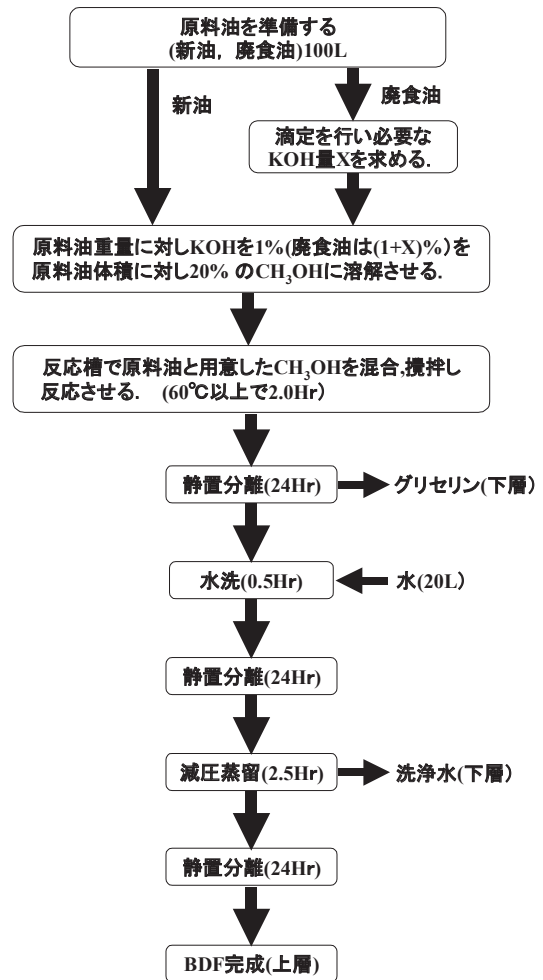 原料油を準備する
(新油, 廃食油)100L
新油
廃食油
滴定を行い必要な
KOH量Xを求める.
原料油重量に対しKOHを1%(廃食油は(1+X)%)を
原料油体積に対し20% のCH₃OHに溶解させる.
反応槽で原料油と用意したCH₃OHを混合,攪拌し
反応させる. (60℃以上で2.0Hr)
静置分離(24Hr)
グリセリン(下層)
水洗(0.5Hr)
水(20L)
静置分離(24Hr)
減圧蒸留(2.5Hr)
洗浄水(下層)
静置分離(24Hr)
BDF完成(上層)